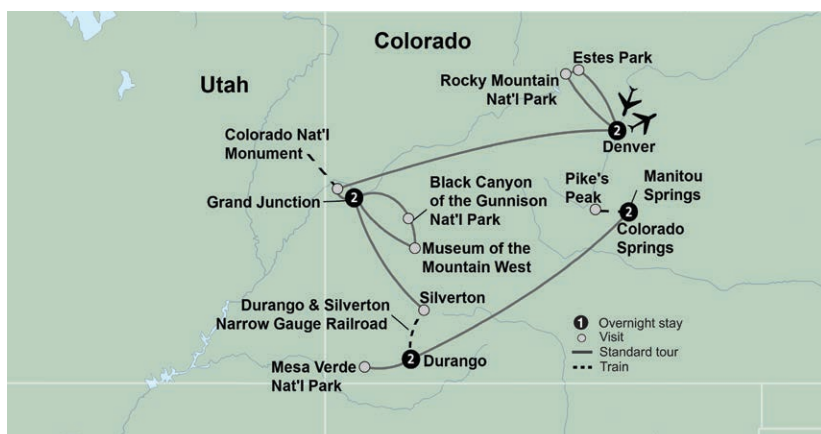 Colorado
Utah
Estes Park
Rocky Mountain
Nat'l Park
2
Denver
Colorado Nat'l
Monument
Grand Junction
2
Black Canyon
of the Gunnison
Nat'l Park
Museum of the
Mountain West
Pike's
Peak
Manitou
Springs
2
Colorado
Springs
Silverton
Durango & Silverton
Narrow Gauge Railroad
2
Durango
Mesa Verde
Nat'l Park
1 Overnight stay
Visit
Standard tour
Train